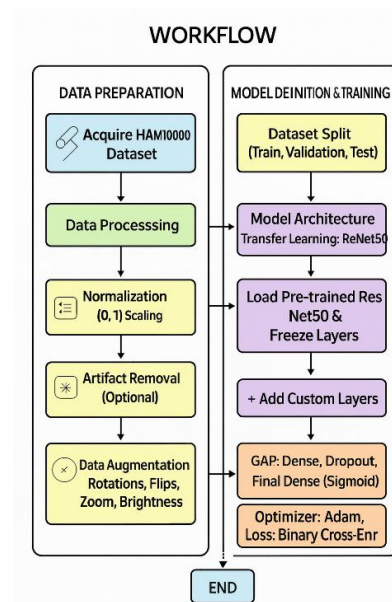 WORKFLOW
DATA PREPARATION
Acquire HAM10000
Dataset
Data Processsing
Normalization
(0, 1) Scaling
Artifact Removal
(Optional)
Data Augmentation
Rotations, Flips,
Zoom, Brightness
MODEL DEINITION & TRAINING
Dataset Split
(Train, Validation, Test)
Model Architecture
Transfer Learning: ReNet50
Load Pre-trained Res
Net50 &
Freeze Layers
+ Add Custom Layers
GAP: Dense, Dropout,
Final Dense (Sigmoid)
Optimizer: Adam,
Loss: Binary Cross-Enr
END